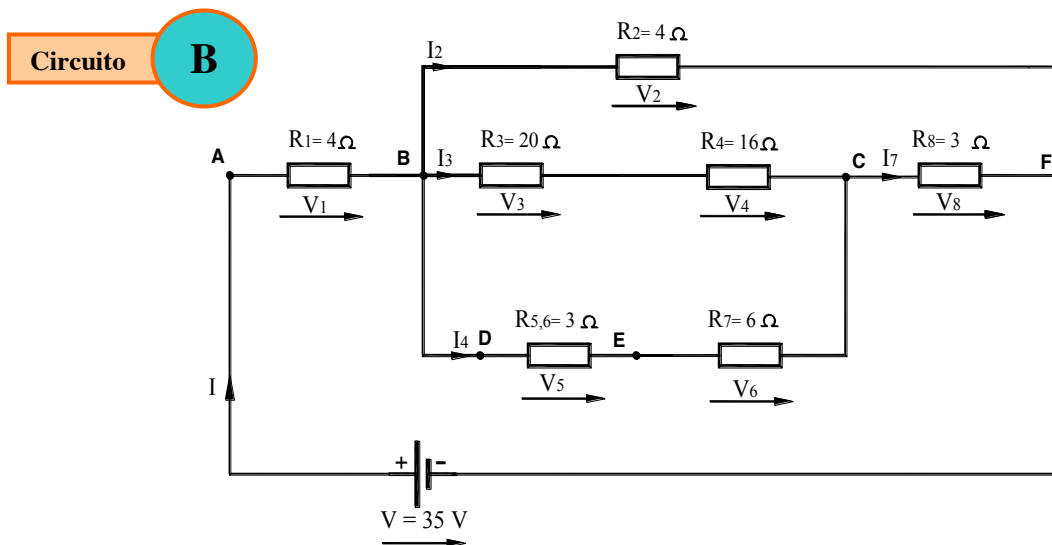 Circuito B
I2
R2= 4 Ω
V2
A
R1= 4 Ω
V1
B
I3
R3= 20 Ω
V3
R4= 16 Ω
V4
C
I7
R8= 3 Ω
V8
F
I4
D
R5,6= 3 Ω
V5
E
R7= 6 Ω
V6
I
+ -
V = 35 V